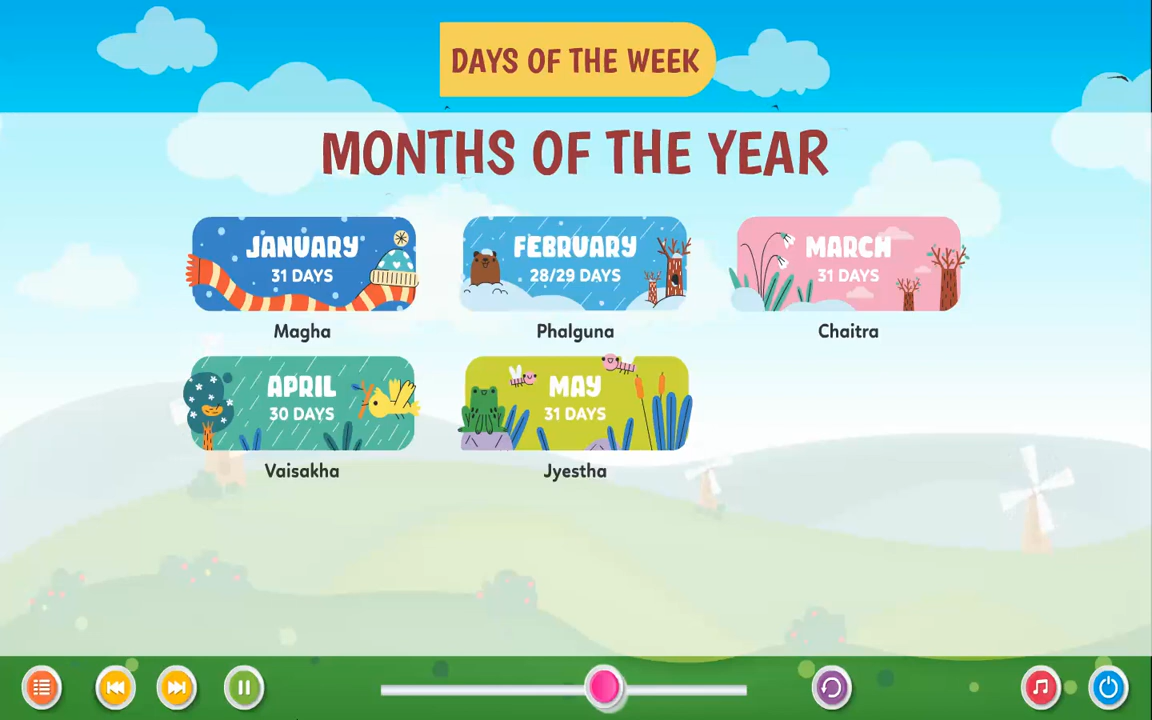 DAYS OF THE WEEK
MONTHS OF THE YEAR
JANUARY
31 DAYS
Magha
FEBRUARY
28/29 DAYS
Phalguna
MARCH
31 DAYS
Chaitra
APRIL
30 DAYS
Vaisakha
MAY
31 DAYS
Jyestha